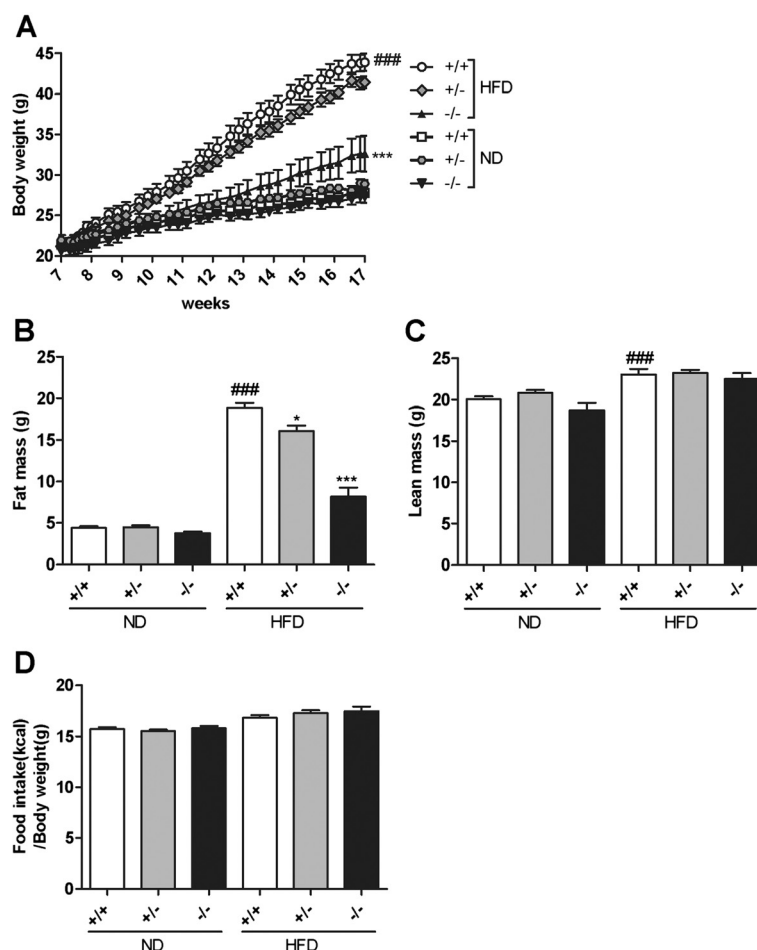 A
Body weight (g)
45
40
35
30
25
20
7 8 9 10 11 12 13 14 15 16 17
weeks
###
***
+/+
+/-
-/-
HFD
+/+
+/-
-/-
ND
B
Fat mass (g)
25
20
15
10
5
0
###
*
***
+/+ +/- -/- +/+ +/- -/-
ND HFD
C
Lean mass (g)
25
20
15
10
5
0
###
+/+ +/- -/- +/+ +/- -/-
ND HFD
D
Food intake(kcal)
/Body weight(g)
20
15
10
5
0
+/+ +/- -/- +/+ +/- -/-
ND HFD